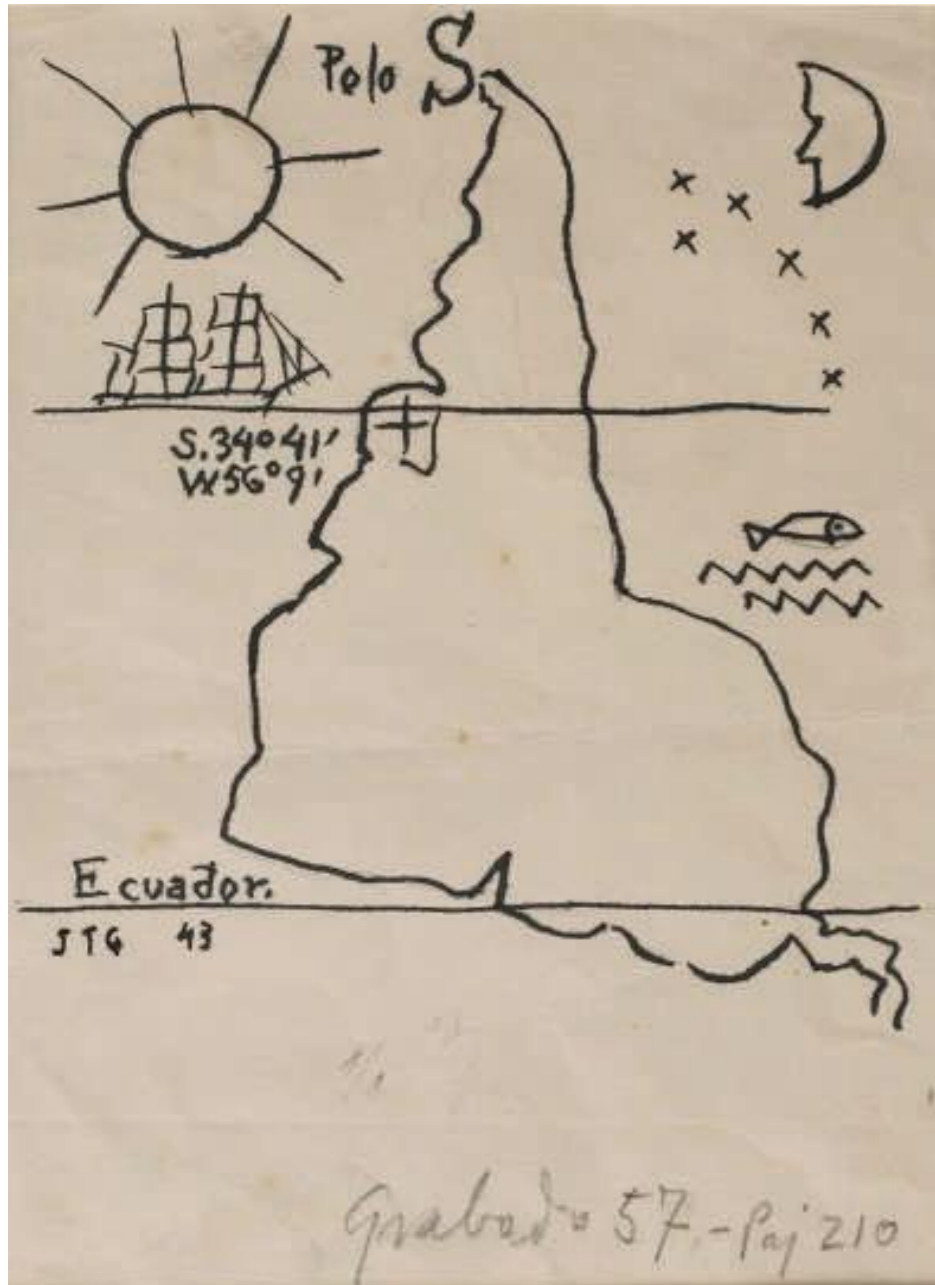 Polo S.
S. 34° 41'
W 56° 9'
Ecuador.
JTG 43
Grabado 57.- Paj 210